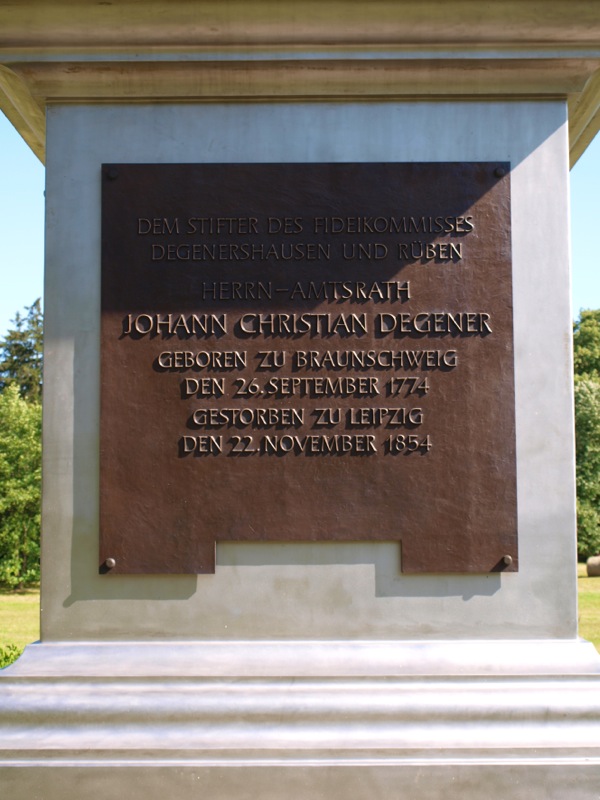 DEM STIFTER DES FIDEIKOMMISSES
DEGENERSHAUSEN UND RÜBEN
HERRN-AMTSRATH
JOHANN CHRISTIAN DEGENER
GEBOREN ZU BRAUNSCHWEIG
DEN 26. SEPTEMBER 1774
GESTORBEN ZU LEIPZIG
DEN 22. NOVEMBER 1854